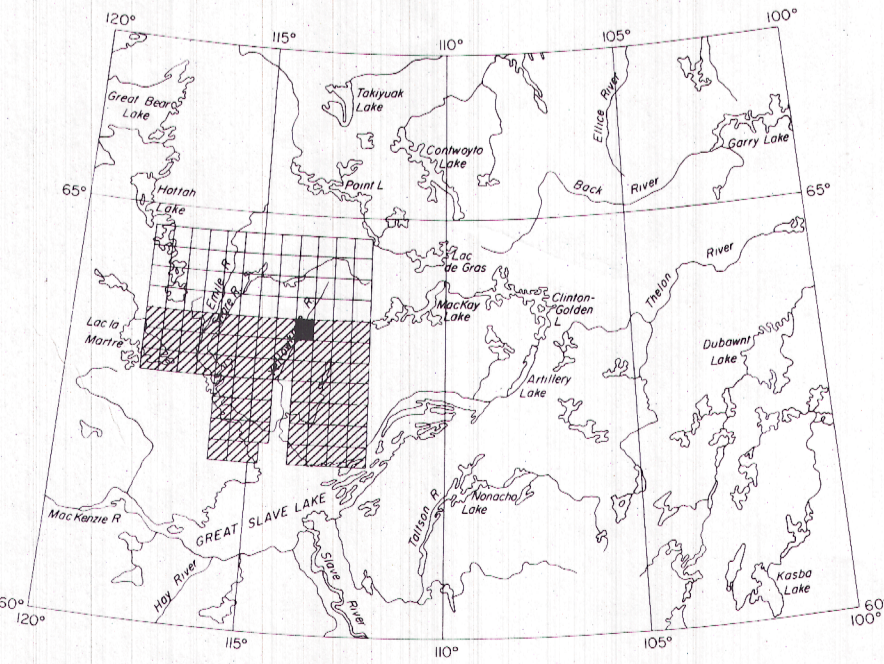 120°
115°
110°
105°
100°
Great Bear
Lake
Takiyuak
Lake
Ellice River
Garry Lake
Contwoyto
Lake
Point L
Back River
65°
65°
Hottah
Lake
Emile R
Lac
de Gras
Thelon River
MacKay
Lake
Clinton-
Golden
L
Lac la
Martre
Dubawnt
Lake
Artillery
Lake
MacKenzie R
GREAT SLAVE LAKE
Taltson R
Nonacho
Lake
Hay River
Slave River
Kasba
Lake
60°
120°
115°
110°
105°
60°
100°